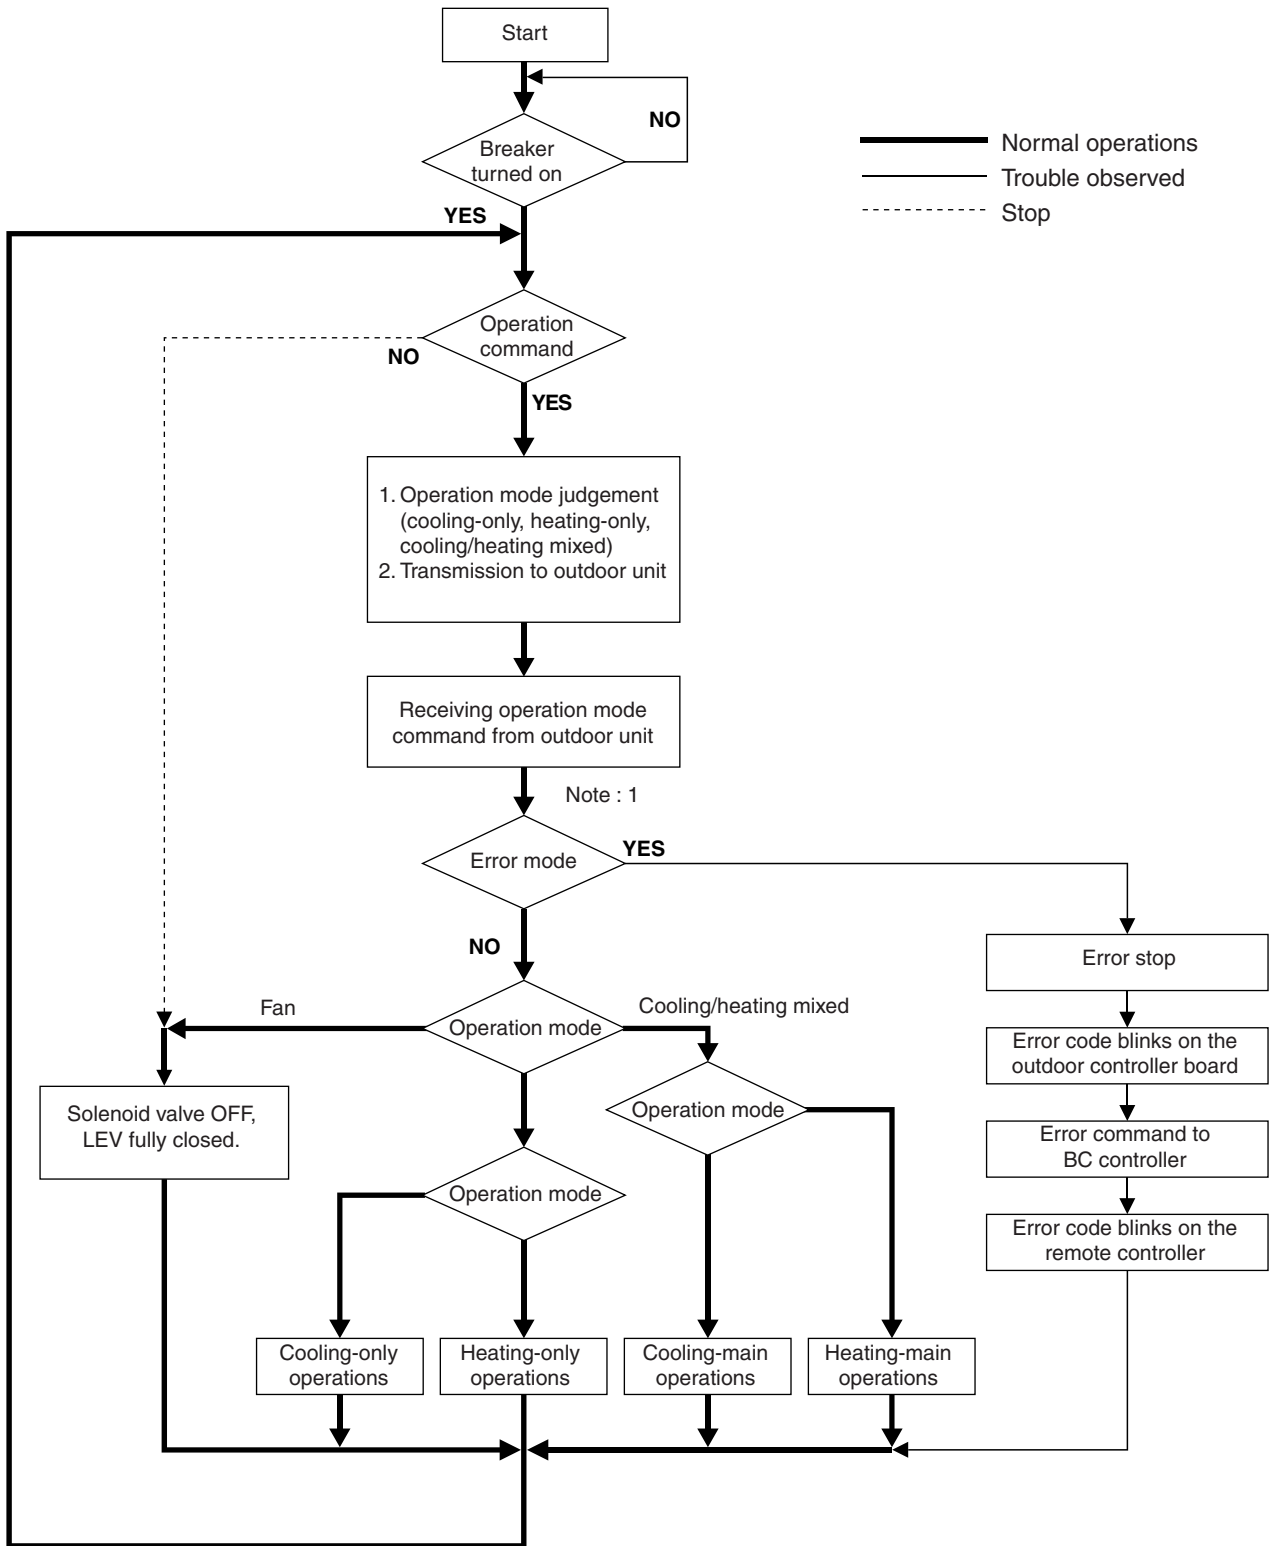 Start
NO
Breaker
turned on
Normal operations
Trouble observed
Stop
YES
Operation
command
NO
YES
1. Operation mode judgement
(cooling-only, heating-only,
cooling/heating mixed)
2. Transmission to outdoor unit
Receiving operation mode
command from outdoor unit
Note : 1
Error mode
YES
NO
Error stop
Fan
Operation mode
Cooling/heating mixed
Error code blinks on the
outdoor controller board
Solenoid valve OFF,
LEV fully closed.
Operation mode
Error command to
BC controller
Operation mode
Error code blinks on the
remote controller
Cooling-only
operations
Heating-only
operations
Cooling-main
operations
Heating-main
operations